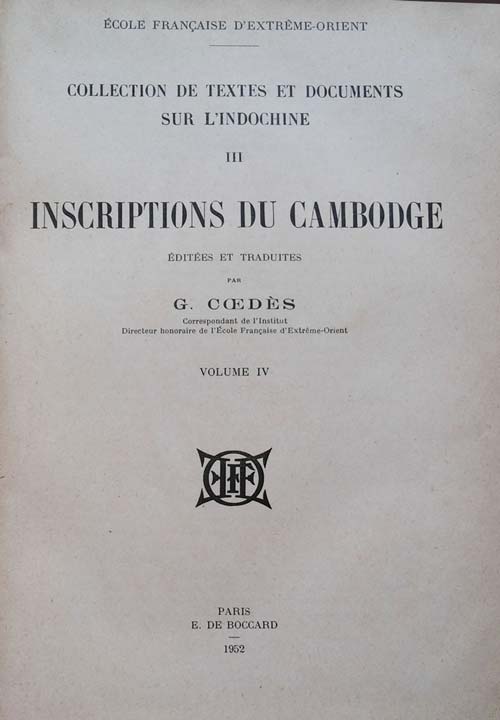 ÉCOLE FRANÇAISE D'EXTRÊME-ORIENT
COLLECTION DE TEXTES ET DOCUMENTS
SUR L'INDOCHINE
III
INSCRIPTIONS DU CAMBODGE
ÉDITÉES ET TRADUITES
PAR
G. CŒDÈS
Correspondant de l'Institut
Directeur honoraire de l'École Française d'Extrême-Orient
VOLUME IV
PARIS
E. DE BOCCARD
1952